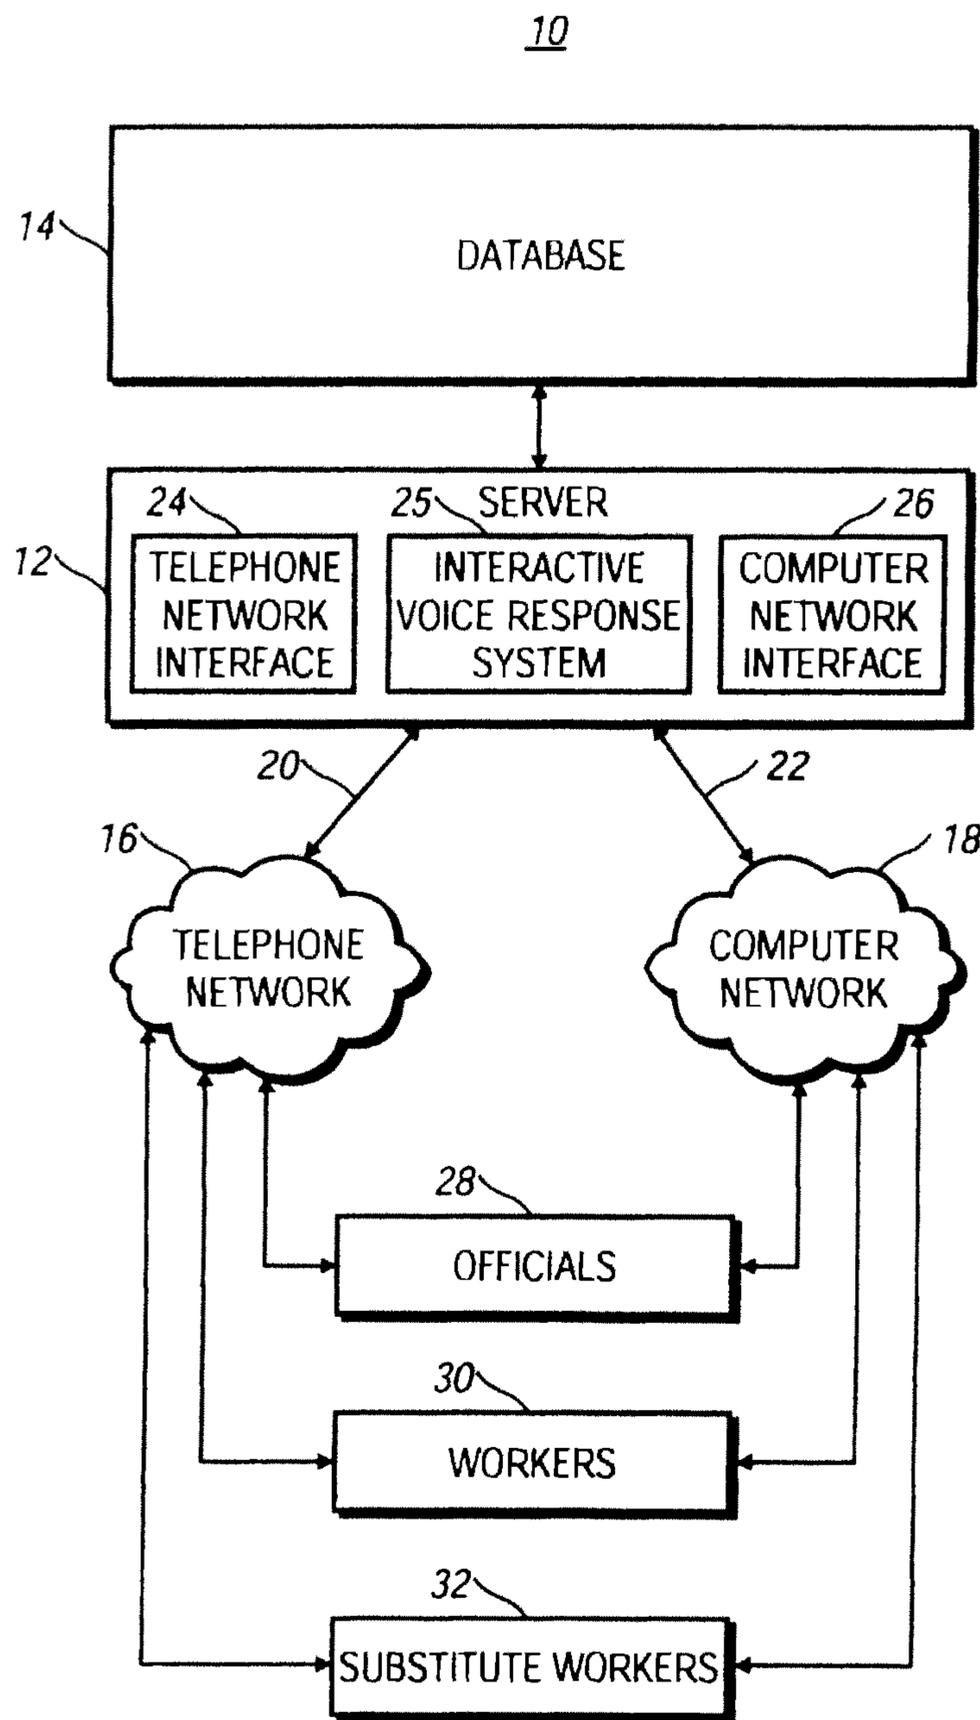 10
14
DATABASE
SERVER
24
25
26
12
TELEPHONE
NETWORK
INTERFACE
INTERACTIVE
VOICE RESPONSE
SYSTEM
COMPUTER
NETWORK
INTERFACE
20
22
16
18
TELEPHONE
NETWORK
COMPUTER
NETWORK
28
OFFICIALS
30
WORKERS
32
SUBSTITUTE WORKERS